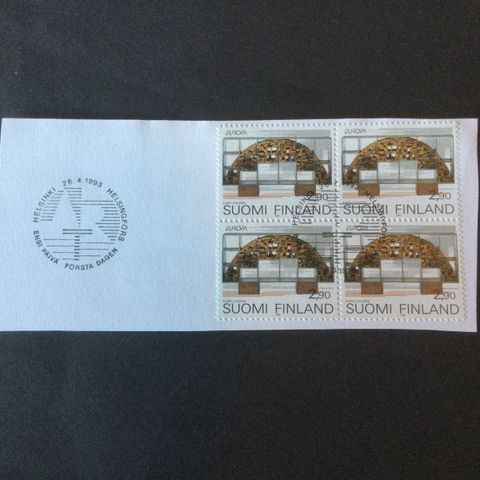 HELSINKI 26.4.1993 HELSINGFORS
ENSI PÄIVÄ FÖRSTA DAGEN
EUROPA
2,90
SUOMI FINLAND
EUROPA
2,90
SUOMI FINLAND
EUROPA
2,90
SUOMI FINLAND
EUROPA
2,90
SUOMI FINLAND